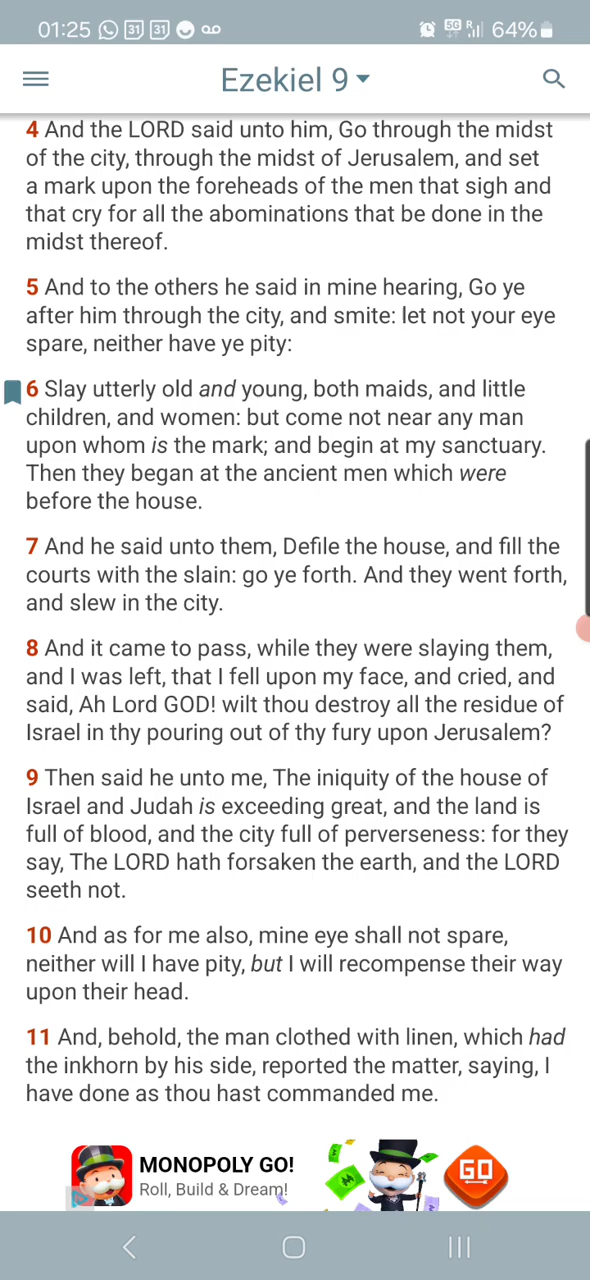 01:25 31 31 5G R 64%
Ezekiel 9
4 And the LORD said unto him, Go through the midst
of the city, through the midst of Jerusalem, and set
a mark upon the foreheads of the men that sigh and
that cry for all the abominations that be done in the
midst thereof.
5 And to the others he said in mine hearing, Go ye
after him through the city, and smite: let not your eye
spare, neither have ye pity:
6 Slay utterly old and young, both maids, and little
children, and women: but come not near any man
upon whom is the mark; and begin at my sanctuary.
Then they began at the ancient men which were
before the house.
7 And he said unto them, Defile the house, and fill the
courts with the slain: go ye forth. And they went forth,
and slew in the city.
8 And it came to pass, while they were slaying them,
and I was left, that I fell upon my face, and cried, and
said, Ah Lord GOD! wilt thou destroy all the residue of
Israel in thy pouring out of thy fury upon Jerusalem?
9 Then said he unto me, The iniquity of the house of
Israel and Judah is exceeding great, and the land is
full of blood, and the city full of perverseness: for they
say, The LORD hath forsaken the earth, and the LORD
seeth not.
10 And as for me also, mine eye shall not spare,
neither will I have pity, but I will recompense their way
upon their head.
11 And, behold, the man clothed with linen, which had
the inkhorn by his side, reported the matter, saying, I
have done as thou hast commanded me.
MONOPOLY GO!
Roll, Build & Dream!
GO